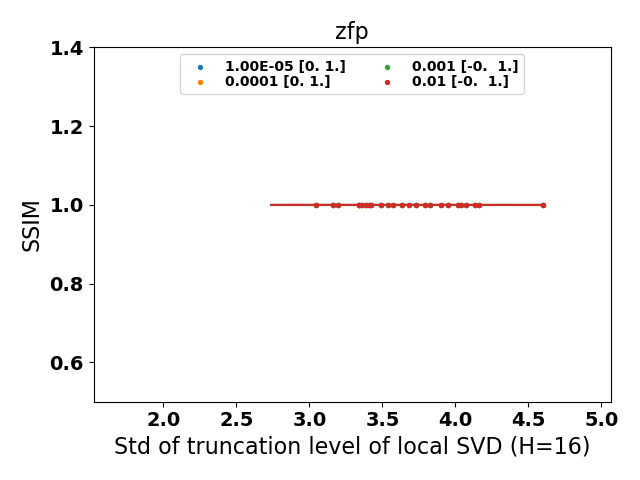 zfp
1.00E-05 [0. 1.]
0.0001 [0. 1.]
0.001 [-0.  1.]
0.01 [-0.  1.]
SSIM
1.4
1.2
1.0
0.8
0.6
2.0 2.5 3.0 3.5 4.0 4.5 5.0
Std of truncation level of local SVD (H=16)